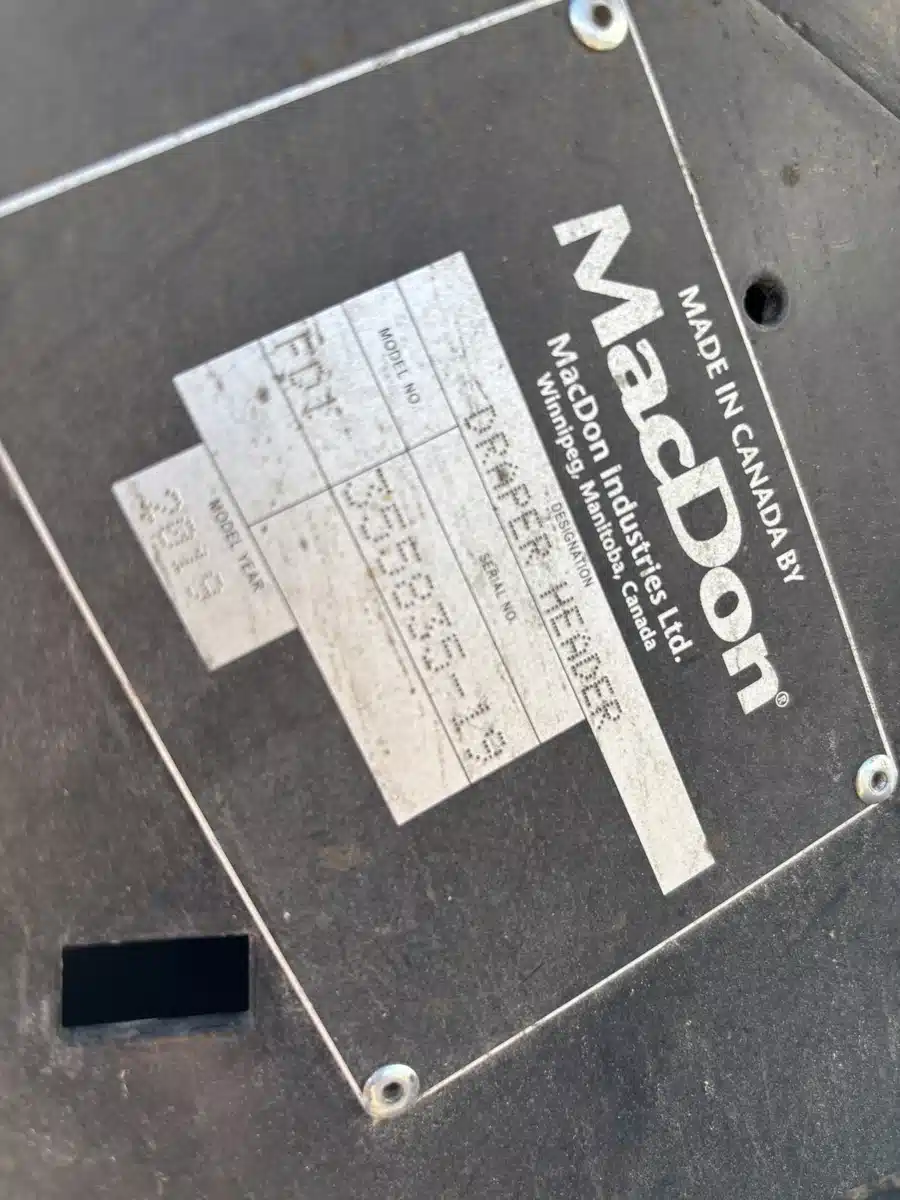 MADE IN CANADA BY
MacDon®
MacDon Industries Ltd.
Winnipeg, Manitoba, Canada
DESIGNATION
DRAPER HEADER
MODEL NO. SERIAL NO.
FD1 355835-19
MODEL YEAR
2019